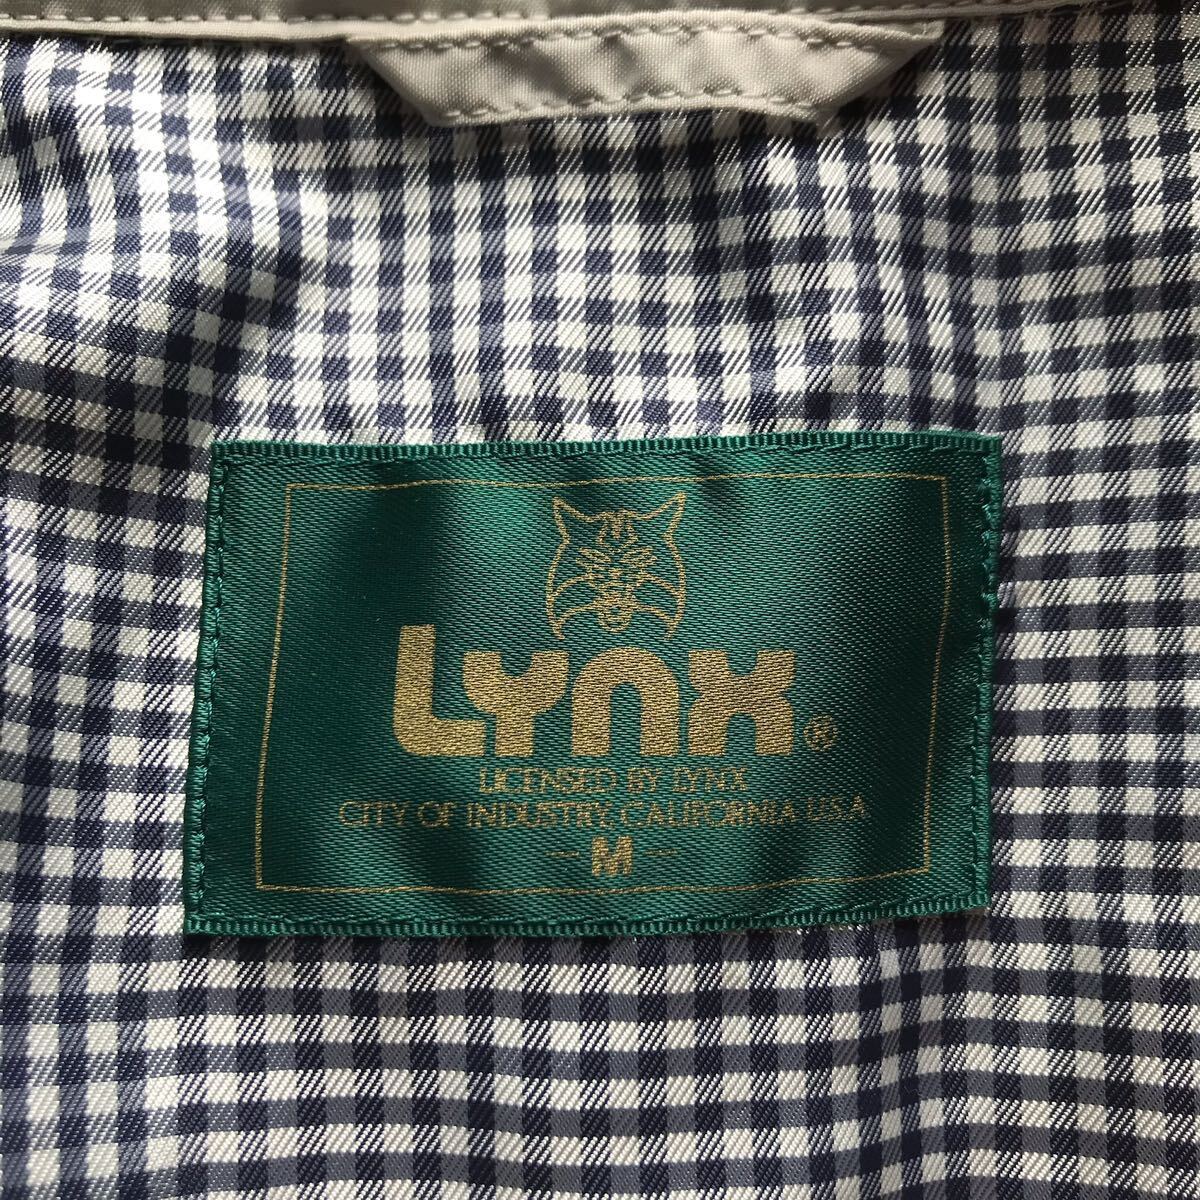 LYNX®
LICENSED BY LYNX
CITY OF INDUSTRY, CALIFORNIA U.S.A
- M -